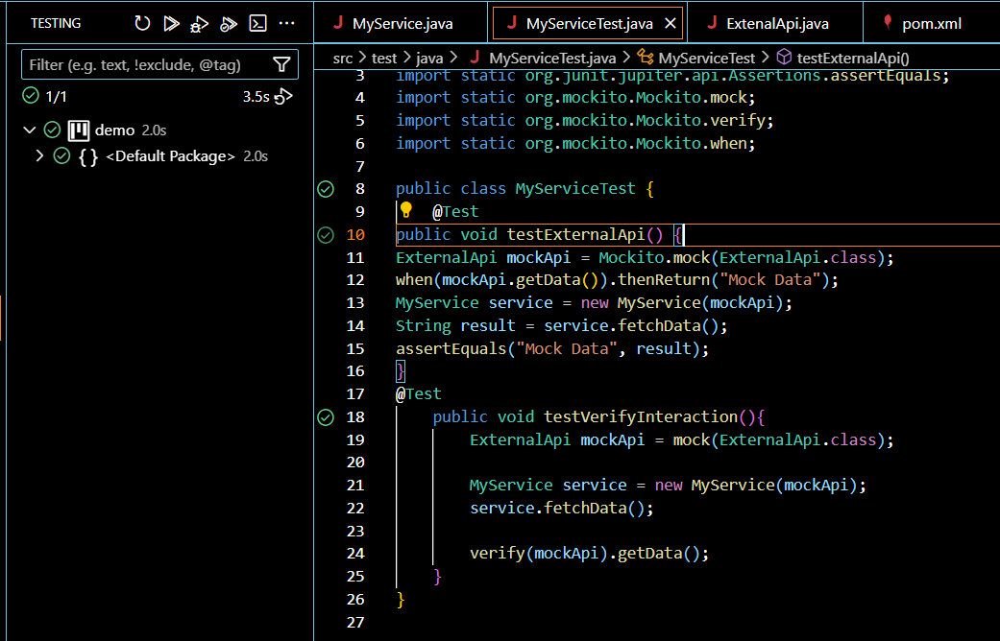 TESTING
MyService.java
MyServiceTest.java
ExtenalApi.java
pom.xml
Filter (e.g. text, !exclude, @tag)
1/1
3.5s
demo 2.0s
{ } <Default Package> 2.0s
src > test > java > MyServiceTest.java > MyServiceTest > testExternalApi()
3 import static org.junit.jupiter.api.Assertions.assertEquals;
4 import static org.mockito.Mockito.mock;
5 import static org.mockito.Mockito.verify;
6 import static org.mockito.Mockito.when;
7
8 public class MyServiceTest {
9 @Test
10 public void testExternalApi() {
11 ExternalApi mockApi = Mockito.mock(ExternalApi.class);
12 when(mockApi.getData()).thenReturn("Mock Data");
13 MyService service = new MyService(mockApi);
14 String result = service.fetchData();
15 assertEquals("Mock Data", result);
16 }
17 @Test
18 public void testVerifyInteraction(){
19 ExternalApi mockApi = mock(ExternalApi.class);
20
21 MyService service = new MyService(mockApi);
22 service.fetchData();
23
24 verify(mockApi).getData();
25 }
26 }
27